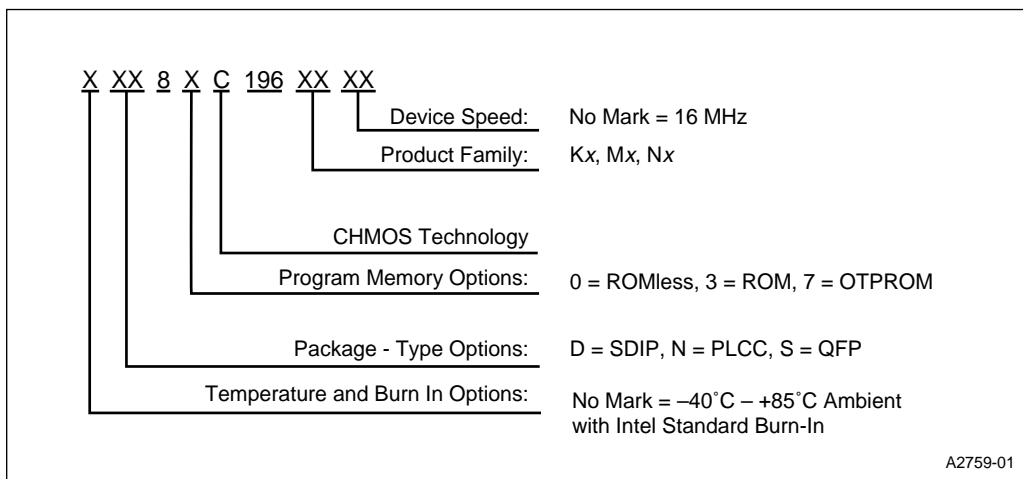 X XX 8 X C 196 XX XX
Device Speed: No Mark = 16 MHz
Product Family: Kx, Mx, Nx
CHMOS Technology
Program Memory Options: 0 = ROMless, 3 = ROM, 7 = OTPROM
Package - Type Options: D = SDIP, N = PLCC, S = QFP
Temperature and Burn In Options: No Mark = –40˚C – +85˚C Ambient
with Intel Standard Burn-In
A2759-01